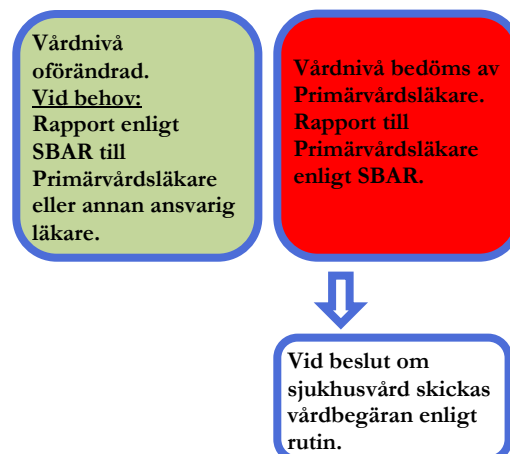 Vårdnivå
oförändrad.
Vid behov:
Rapport enligt
SBAR till
Primärvårdsläkare
eller annan ansvarig
läkare.
Vårdnivå bedöms av
Primärvårdsläkare.
Rapport till
Primärvårdsläkare
enligt SBAR.
Vid beslut om
sjukhusvård skickas
vårdbegäran enligt
rutin.